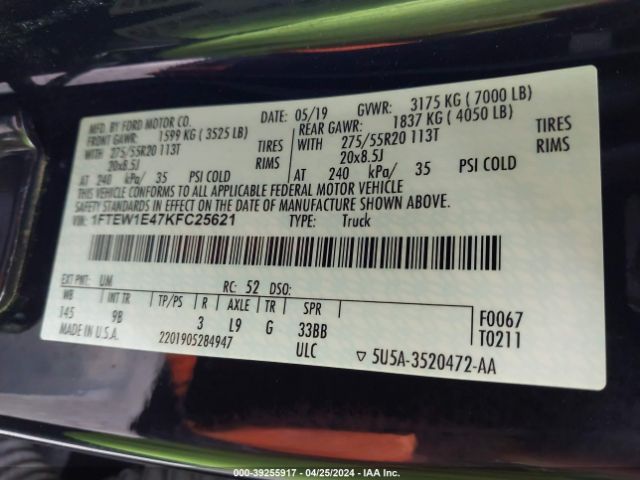 MFD. BY FORD MOTOR CO.
DATE: 05/19 GVWR: 3175 KG ( 7000 LB)
FRONT GAWR: 1599 KG ( 3525 LB) REAR GAWR: 1837 KG ( 4050 LB)
WITH 275/55R20 113T TIRES WITH 275/55R20 113T TIRES
20x8.5J RIMS 20x8.5J RIMS
AT 240 kPa/ 35 PSI COLD AT 240 kPa/ 35 PSI COLD
THIS VEHICLE CONFORMS TO ALL APPLICABLE FEDERAL MOTOR VEHICLE
SAFETY STANDARDS IN EFFECT ON THE DATE OF MANUFACTURE SHOWN ABOVE.
VIN: 1FTEW1E47KFC25621 TYPE: Truck
EXT PNT: UM RC: 52 DSO:
WB INT TR TP/PS R AXLE TR SPR
145 9B 3 L9 G 33BB
F0067
T0211
MADE IN U.S.A. 2201905284947 ULC
▽ 5U5A-3520472-AA
000-39255917 - 04/25/2024 - IAA Inc.